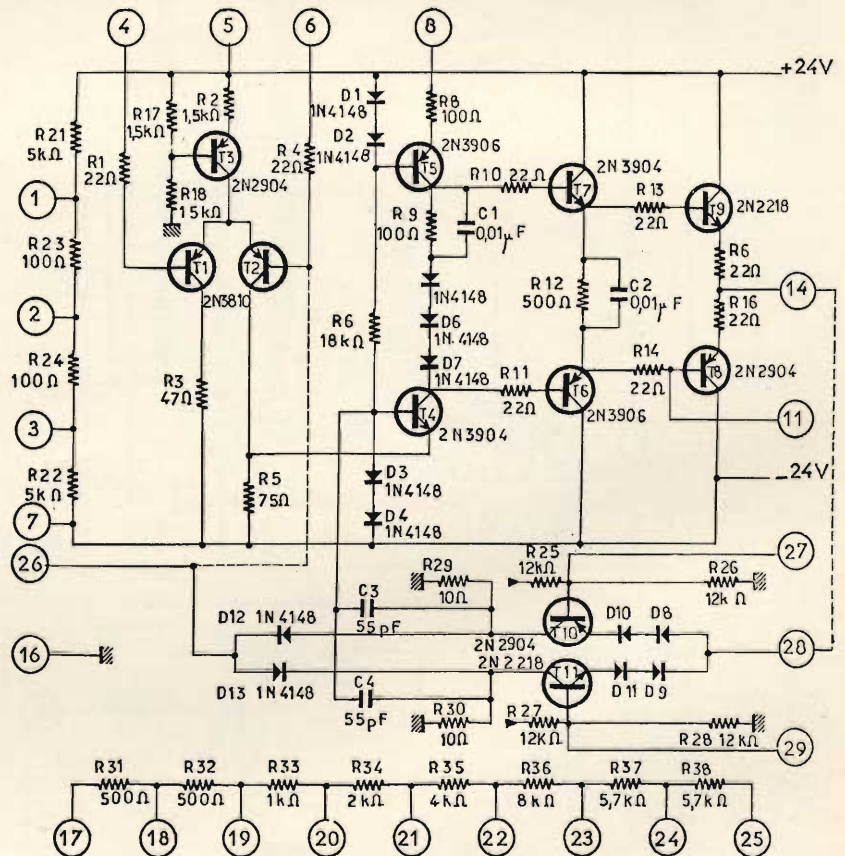 4
5
6
8
+24V
R17
1,5kΩ
R2
1,5kΩ
D1
1N4148
R8
100Ω
R21
5kΩ
R1
22Ω
R4
22Ω
D2
1N4148
2N3906
T3
2N2904
T5
R10 22Ω
2N3904
T7
R13
22Ω
T9
2N2218
1
R18
15kΩ
R9
100Ω
C1
0,01µF
R23
100Ω
T1
T2
2N3810
R6
22Ω
14
2
1N4148
R12
500Ω
C2
0,01µF
R16
22Ω
R6
18kΩ
D6
1N4148
R24
100Ω
R3
47Ω
D7
1N4148
R11
22Ω
T6
2N3906
R14
22Ω
T8
2N2904
3
T4
2N3904
11
R22
5kΩ
R5
75Ω
D3
1N4148
-24V
7
D4
1N4148
26
R29
10Ω
R25
12kΩ
27
R26
12kΩ
C3
55pF
D12 1N4148
T10
2N2904
D10 D8
16
2N2218
28
D13 1N4148
T11
D11 D9
C4
55pF
R30
10Ω
R27
12kΩ
R28 12kΩ
29
R31
500Ω
R32
500Ω
R33
1kΩ
R34
2kΩ
R35
4kΩ
R36
8kΩ
R37
5,7kΩ
R38
5,7kΩ
17
18
19
20
21
22
23
24
25